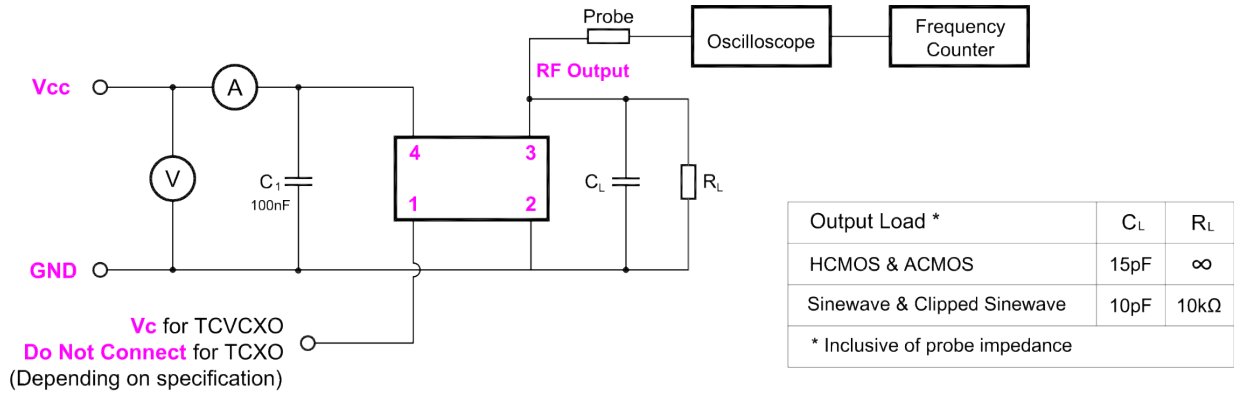 Probe
Oscilloscope
Frequency
Counter
RF Output
Vcc
A
4
3
V
C1
100nF
CL
RL
1
2
GND
Vc for TCVCXO
Do Not Connect for TCXO
(Depending on specification)
Output Load * CL RL
HCMOS & ACMOS 15pF ∞
Sinewave & Clipped Sinewave 10pF 10kΩ
* Inclusive of probe impedance